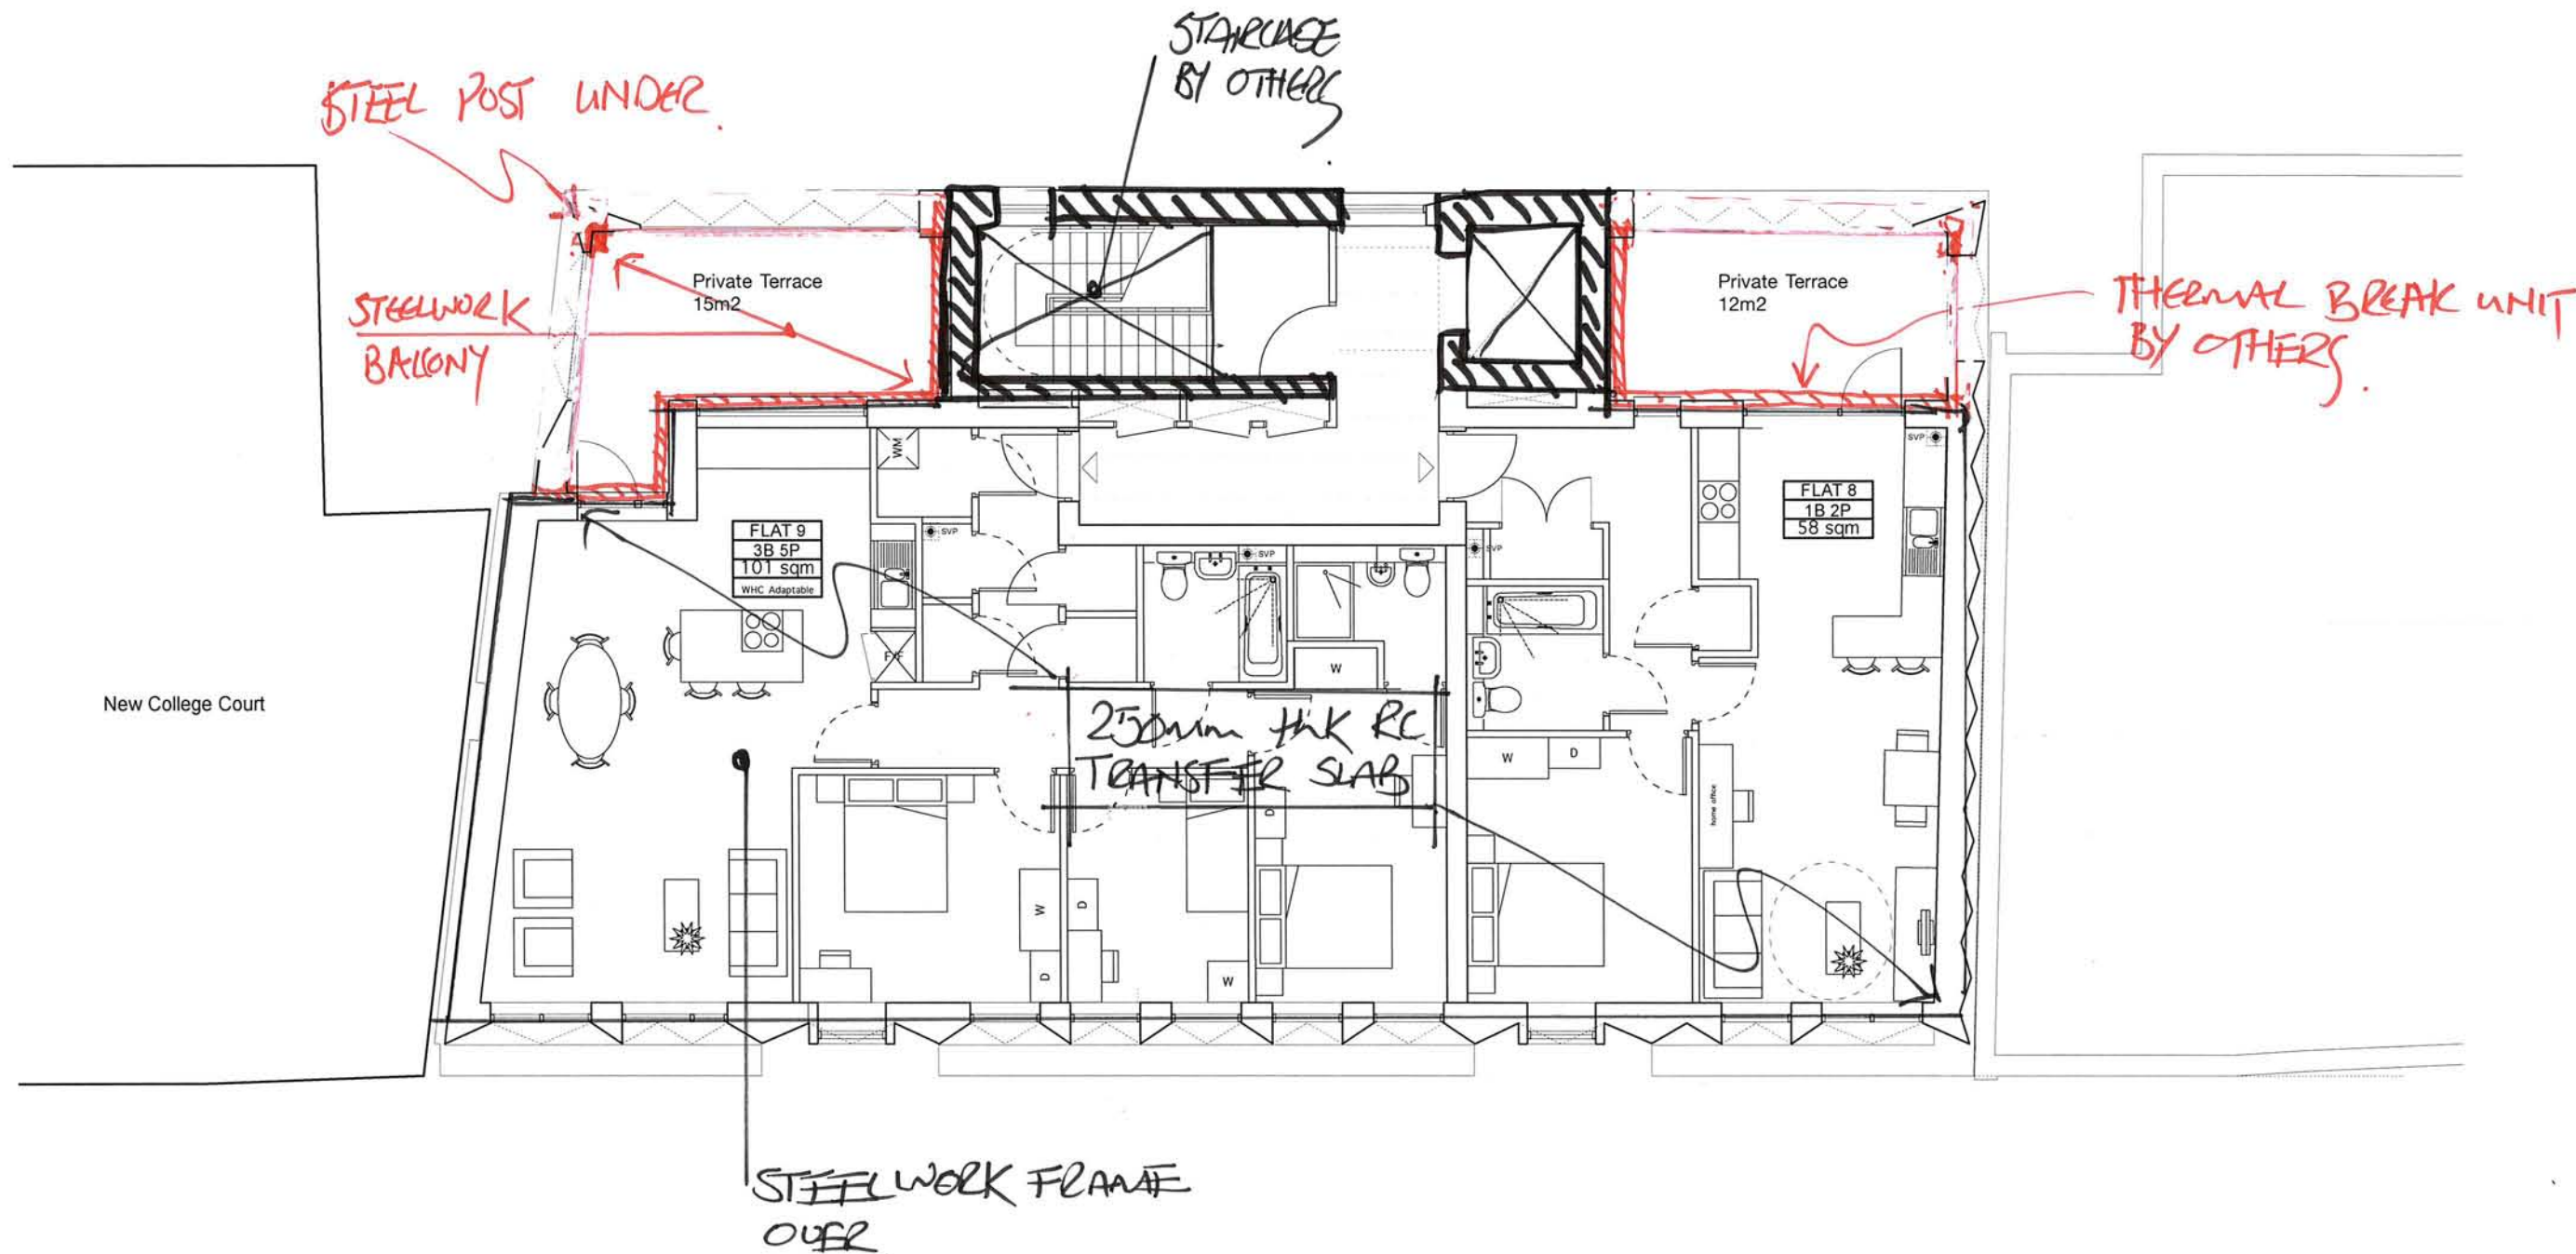 STAIRCASE
BY OTHERS
.
STEEL POST UNDER.
Private Terrace
15m2
Private Terrace
12m2
STEELWORK
BALCONY
THERMAL BREAK UNIT
BY OTHERS.
WM
SVP
FLAT 9
3B 5P
101 sqm
WHC Adaptable
SVP
SVP
SVP
FLAT 8
1B 2P
58 sqm
F/F
W
New College Court
250mm thk RC
TRANSFER SLAB
W
D
home office
D
W
D
D
W
STEELWORK FRAME
OVER